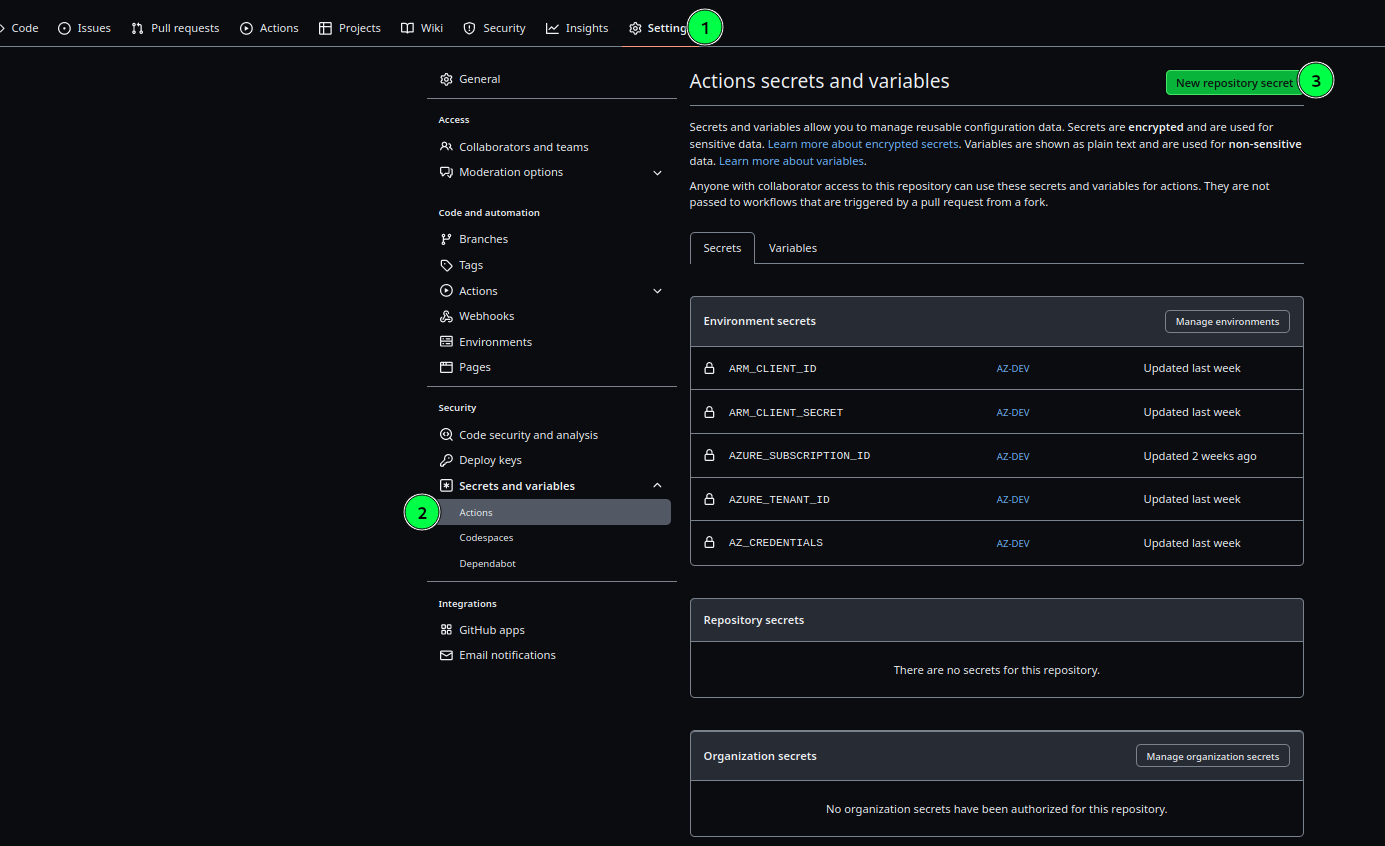 Code Issues Pull requests Actions Projects Wiki Security Insights Setting 1
General
Access
Collaborators and teams
Moderation options
Code and automation
Branches
Tags
Actions
Webhooks
Environments
Pages
Security
Code security and analysis
Deploy keys
Secrets and variables
2 Actions
Codespaces
Dependabot
Integrations
GitHub apps
Email notifications
Actions secrets and variables
New repository secret 3
Secrets and variables allow you to manage reusable configuration data. Secrets are encrypted and are used for
sensitive data. Learn more about encrypted secrets. Variables are shown as plain text and are used for non-sensitive
data. Learn more about variables.
Anyone with collaborator access to this repository can use these secrets and variables for actions. They are not
passed to workflows that are triggered by a pull request from a fork.
Secrets Variables
Environment secrets Manage environments
ARM_CLIENT_ID AZ-DEV Updated last week
ARM_CLIENT_SECRET AZ-DEV Updated last week
AZURE_SUBSCRIPTION_ID AZ-DEV Updated 2 weeks ago
AZURE_TENANT_ID AZ-DEV Updated last week
AZ_CREDENTIALS AZ-DEV Updated last week
Repository secrets
There are no secrets for this repository.
Organization secrets Manage organization secrets
No organization secrets have been authorized for this repository.